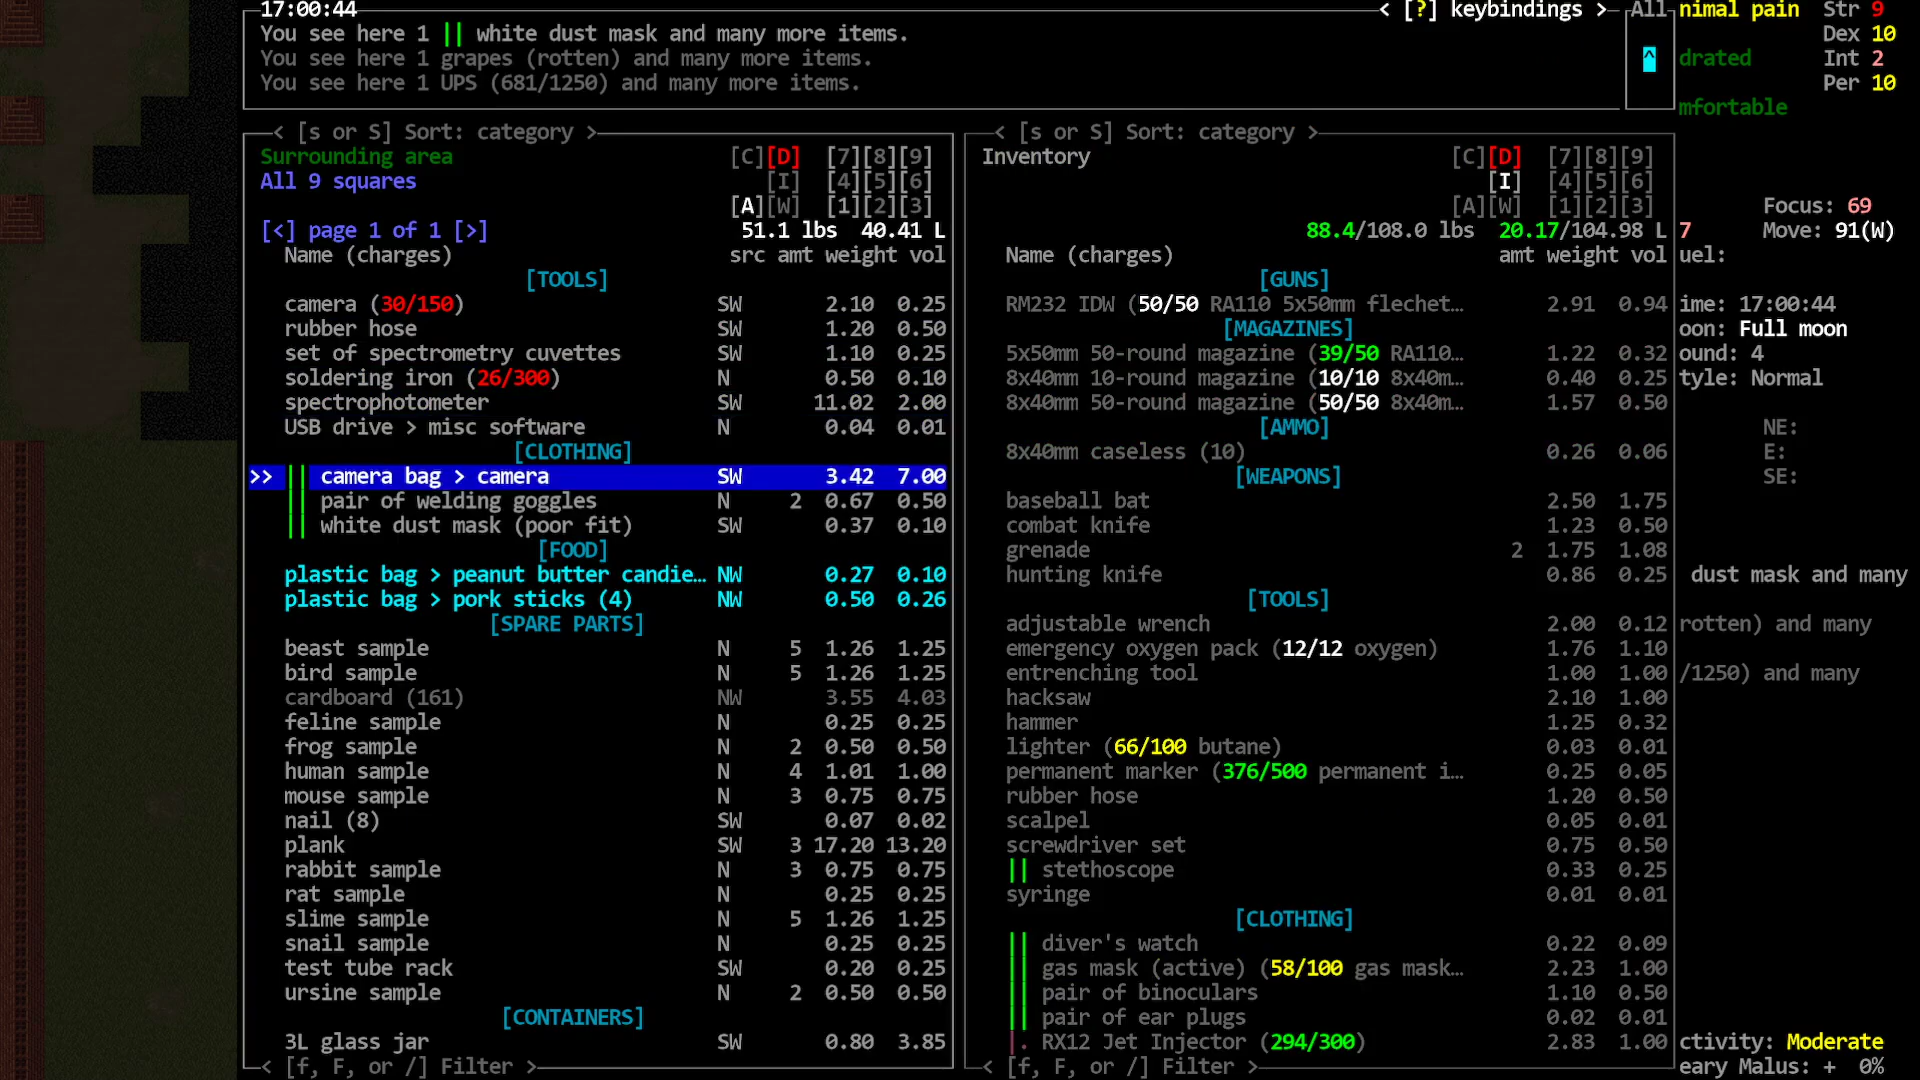 17:00:44 < [?] keybindings > All nimal pain Str 9
You see here 1 || white dust mask and many more items. Dex 10
You see here 1 grapes (rotten) and many more items. ^ drated Int 2
You see here 1 UPS (681/1250) and many more items. Per 10
mfortable
< [s or S] Sort: category > < [s or S] Sort: category >
Surrounding area [C][D] [7][8][9] Inventory [C][D] [7][8][9]
All 9 squares [I] [4][5][6] [I] [4][5][6]
[A][W] [1][2][3] [A][W] [1][2][3] Focus: 69
[<] page 1 of 1 [>] 51.1 lbs 40.41 L 88.4/108.0 lbs 20.17/104.98 L 7 Move: 91(W)
Name (charges) src amt weight vol Name (charges) amt weight vol uel:
[TOOLS] [GUNS]
camera (30/150) SW 2.10 0.25 RM232 IDW (50/50 RA110 5x50mm flechet… 2.91 0.94 ime: 17:00:44
rubber hose SW 1.20 0.50 [MAGAZINES] oon: Full moon
set of spectrometry cuvettes SW 1.10 0.25 5x50mm 50-round magazine (39/50 RA110… 1.22 0.32 ound: 4
soldering iron (26/300) N 0.50 0.10 8x40mm 10-round magazine (10/10 8x40m… 0.40 0.25 tyle: Normal
spectrophotometer SW 11.02 2.00 8x40mm 50-round magazine (50/50 8x40m… 1.57 0.50
USB drive > misc software N 0.04 0.01 [AMMO] NE:
[CLOTHING] 8x40mm caseless (10) 0.26 0.06 E:
>> || camera bag > camera SW 3.42 7.00 [WEAPONS] SE:
|| pair of welding goggles N 2 0.67 0.50 baseball bat 2.50 1.75
|| white dust mask (poor fit) SW 0.37 0.10 combat knife 1.23 0.50
[FOOD] grenade 2 1.75 1.08
plastic bag > peanut butter candie… NW 0.27 0.10 hunting knife 0.86 0.25 dust mask and many
plastic bag > pork sticks (4) NW 0.50 0.26 [TOOLS]
[SPARE PARTS] adjustable wrench 2.00 0.12 rotten) and many
beast sample N 5 1.26 1.25 emergency oxygen pack (12/12 oxygen) 1.76 1.10
bird sample N 5 1.26 1.25 entrenching tool 1.00 1.00 /1250) and many
cardboard (161) NW 3.55 4.03 hacksaw 2.10 1.00
feline sample N 0.25 0.25 hammer 1.25 0.32
frog sample N 2 0.50 0.50 lighter (66/100 butane) 0.03 0.01
human sample N 4 1.01 1.00 permanent marker (376/500 permanent i… 0.25 0.05
mouse sample N 3 0.75 0.75 rubber hose 1.20 0.50
nail (8) SW 0.07 0.02 scalpel 0.05 0.01
plank SW 3 17.20 13.20 screwdriver set 0.75 0.50
rabbit sample N 3 0.75 0.75 || stethoscope 0.33 0.25
rat sample N 0.25 0.25 syringe 0.01 0.01
slime sample N 5 1.26 1.25 [CLOTHING]
snail sample N 0.25 0.25 || diver's watch 0.22 0.09
test tube rack SW 0.20 0.25 || gas mask (active) (58/100 gas mask… 2.23 1.00
ursine sample N 2 0.50 0.50 || pair of binoculars 1.10 0.50
[CONTAINERS] || pair of ear plugs 0.02 0.01
3L glass jar SW 0.80 3.85 |. RX12 Jet Injector (294/300) 2.83 1.00 ctivity: Moderate
< [f, F, or /] Filter > < [f, F, or /] Filter > eary Malus: + 0%